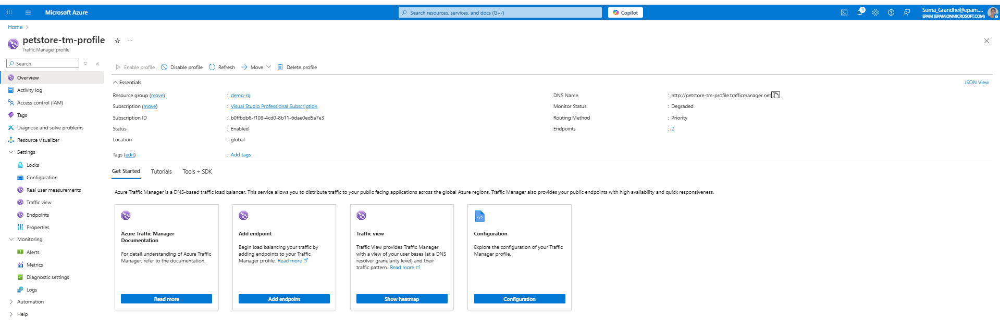 Microsoft Azure
Search resources, services, and docs (G+/)
Copilot
4
Suma_Grandhe@epam....
EPAM (EPAM.ONMICROSOFT.COM)
Home >
petstore-tm-profile
Traffic Manager profile
Search
Enable profile
Disable profile
Refresh
Move
Delete profile
Overview
Activity log
Access control (IAM)
Tags
Diagnose and solve problems
Resource visualizer
Settings
Locks
Configuration
Real user measurements
Traffic view
Endpoints
Properties
Monitoring
Alerts
Metrics
Diagnostic settings
Logs
Automation
Help
Essentials
JSON View
Resource group (move) : demo-rg
Subscription (move) : Visual Studio Professional Subscription
Subscription ID : b0ffbdb6-f108-4cd0-8b11-6dae0ed5a7e3
Status : Enabled
Location : global
Tags (edit) : Add tags
DNS Name : http://petstore-tm-profile.trafficmanager.net
Monitor Status : Degraded
Routing Method : Priority
Endpoints : 2
Get Started
Tutorials
Tools + SDK
Azure Traffic Manager is a DNS-based traffic load balancer. This service allows you to distribute traffic to your public facing applications across the global Azure regions. Traffic Manager also provides your public endpoints with high availability and quick responsiveness.
Azure Traffic Manager
Documentation
For detail understanding of Azure Traffic
Manager, refer to the documentation.
Read more
Add endpoint
Begin load balancing your traffic by
adding endpoints to your Traffic
Manager profile. Read more
Add endpoint
Traffic view
Traffic View provides Traffic Manager
with a view of your user bases (at a DNS
resolver granularity level) and their
traffic pattern. Read more
Show heatmap
Configuration
Explore the configuration of your Traffic
Manager profile.
Configuration